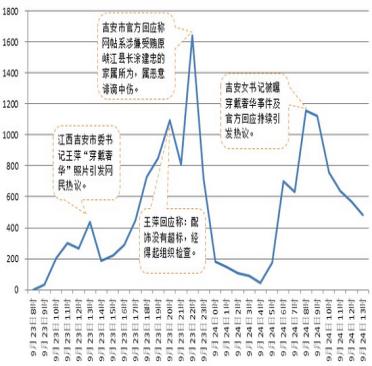 1800
1600
1400
1200
1000
800
600
400
200
0
吉安市官方回应称
网帖系涉嫌受贿原
峡江县长涂建忠的
家属所为，属恶意
诽谤中伤。
吉安女书记被曝
穿戴奢华事件及
官方回应持续引
发热议。
江西吉安市委书
记王萍“穿戴奢
华”照片引发网
民热议。
王萍回应称：配
饰没有超标，经
得起组织检查。
9月23日8时
9月23日9时
9月23日10时
9月23日11时
9月23日12时
9月23日13时
9月23日14时
9月23日15时
9月23日16时
9月23日17时
9月23日18时
9月23日19时
9月23日20时
9月23日21时
9月23日22时
9月23日23时
9月24日0时
9月24日1时
9月24日2时
9月24日3时
9月24日4时
9月24日5时
9月24日6时
9月24日7时
9月24日8时
9月24日9时
9月24日10时
9月24日11时
9月24日12时
9月24日13时